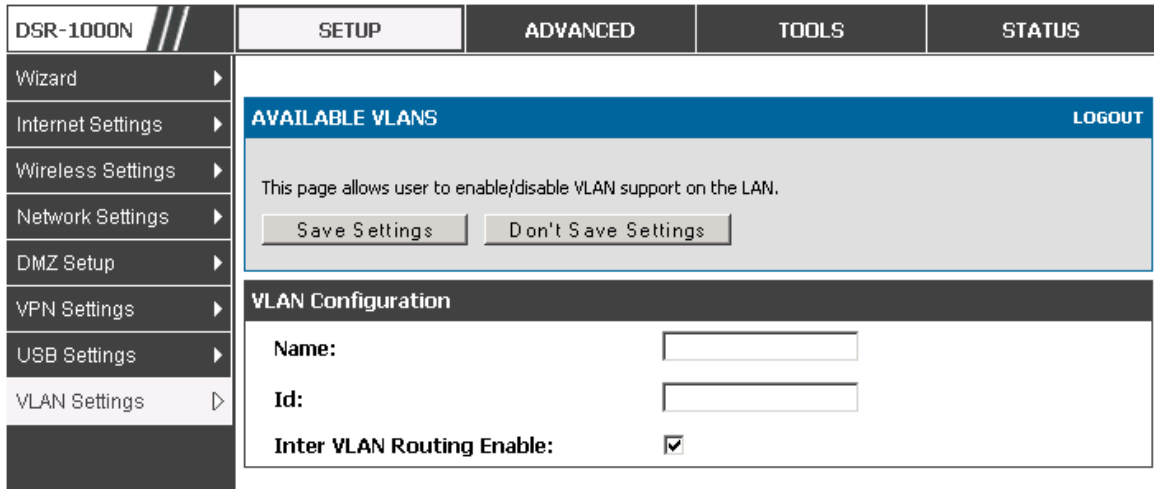 DSR-1000N
SETUP
ADVANCED
TOOLS
STATUS
Wizard
Internet Settings
Wireless Settings
Network Settings
DMZ Setup
VPN Settings
USB Settings
VLAN Settings
AVAILABLE VLANS
LOGOUT
This page allows user to enable/disable VLAN support on the LAN.
Save Settings
Don't Save Settings
VLAN Configuration
Name:
Id:
Inter VLAN Routing Enable: